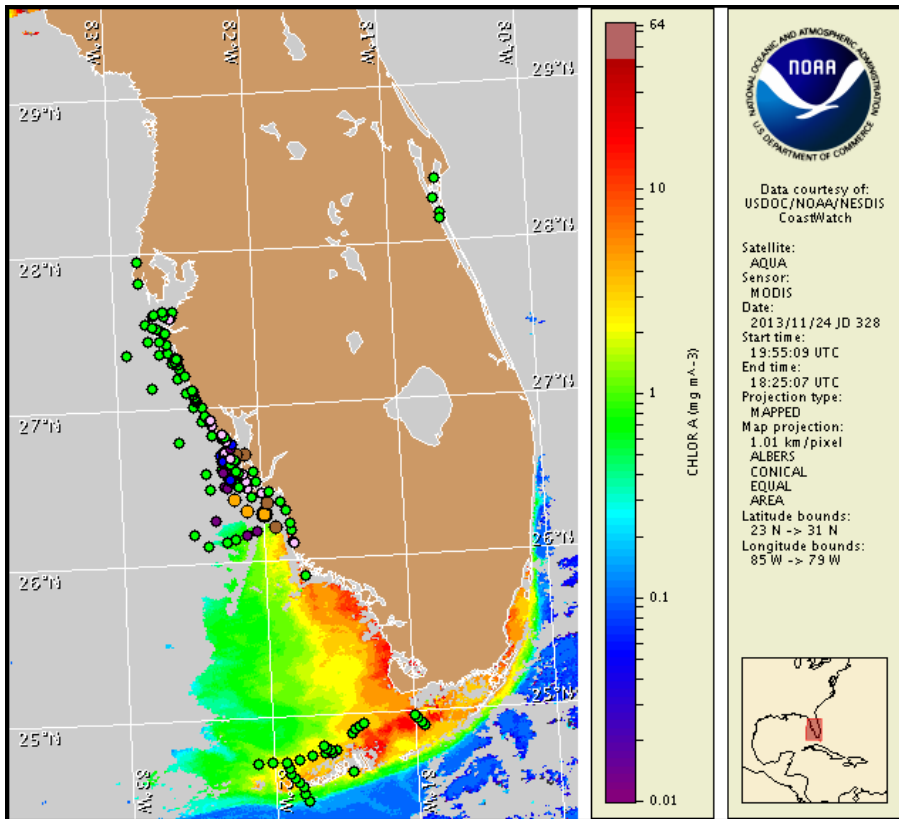 83°W
82°W
81°W
80°W
29°N
29°N
28°N
28°N
27°N
27°N
26°N
26°N
25°N
25°N
83°W
82°W
81°W
64
10
1
0.1
0.01
CHLOR A (mg m^-3)
NATIONAL OCEANIC AND ATMOSPHERIC ADMINISTRATION
NOAA
U.S. DEPARTMENT OF COMMERCE
Data courtesy of:
USDOC/NOAA/NESDIS
CoastWatch
Satellite:
AQUA
Sensor:
MODIS
Date:
2013/11/24 JD 328
Start time:
19:55:09 UTC
End time:
18:25:07 UTC
Projection type:
MAPPED
Map projection:
1.01 km/pixel
ALBERS
CONICAL
EQUAL
AREA
Latitude bounds:
23 N -> 31 N
Longitude bounds:
85 W -> 79 W